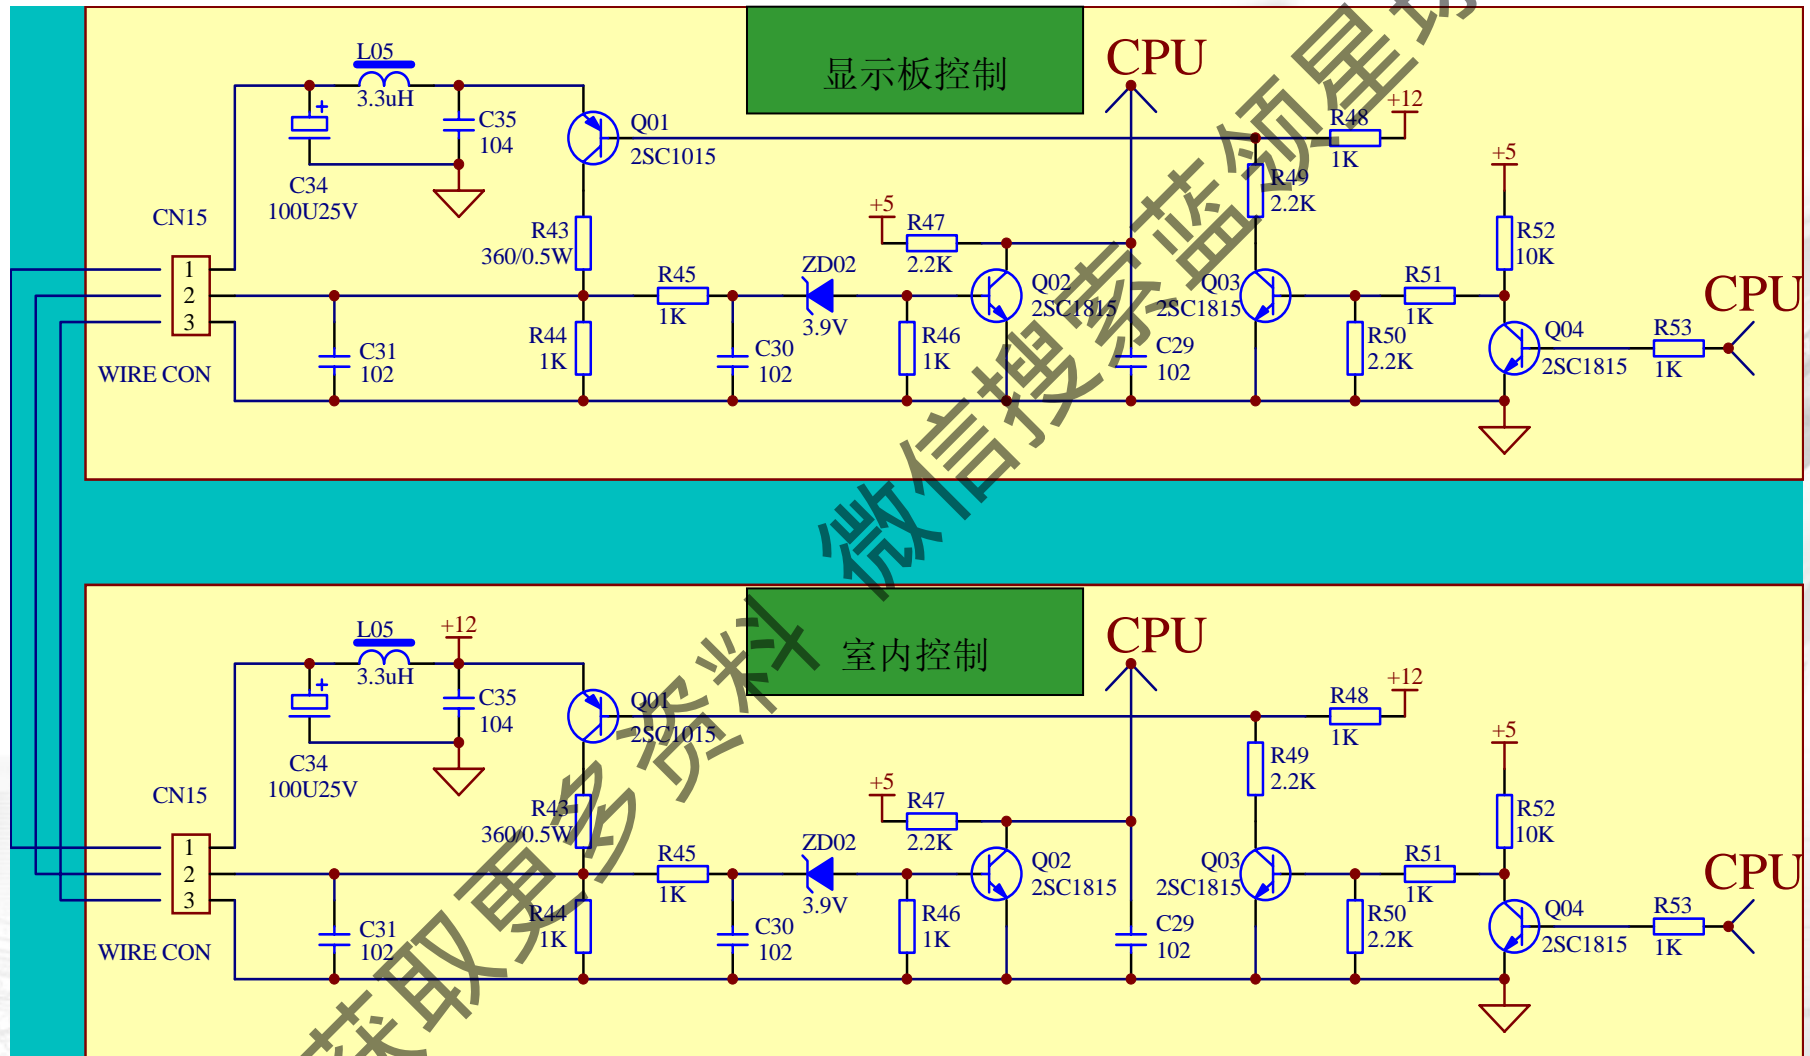 显示板控制
CPU
L05
3.3uH
C35
104
Q01
2SC1015
C34
100U25V
+12
R48
1K
R49
2.2K
+5
R52
10K
CN15
R43
360/0.5W
+5
R47
2.2K
1
2
3
R45
1K
ZD02
3.9V
Q02
2SC1815
Q03
2SC1815
R51
1K
CPU
WIRE CON
C31
102
R44
1K
C30
102
R46
1K
C29
102
R50
2.2K
Q04
2SC1815
R53
1K
室内控制
CPU
L05
3.3uH
+12
C35
104
Q01
2SC1015
C34
100U25V
+12
R48
1K
R49
2.2K
+5
R52
10K
CN15
R43
360/0.5W
+5
R47
2.2K
1
2
3
R45
1K
ZD02
3.9V
Q02
2SC1815
Q03
2SC1815
R51
1K
CPU
WIRE CON
C31
102
R44
1K
C30
102
R46
1K
C29
102
R50
2.2K
Q04
2SC1815
R53
1K
获取更多资料 微信搜索蓝领星球